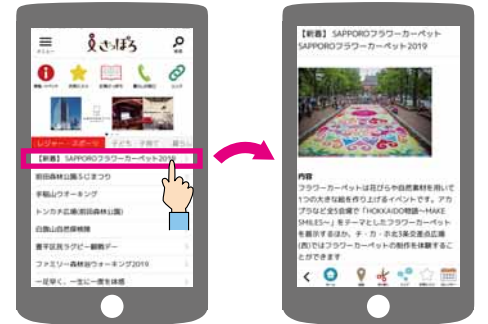 さっぽろ
メニュー
検索
レジャー・スポーツ 子ども・子育て 暮らし
【新着】 SAPPOROフラワーカーペット2019
前田森林公園ふじまつり
手稲山ウオーキング
トンカチ広場(前田森林公園)
白旗山自然探検隊
豊平区民ラグビー観戦デー
ファミリー森林浴ウオーキング2019
一足早く、一生に一度を体感
【新着】 SAPPOROフラワーカーペット
SAPPOROフラワーカーペット2019
内容
フラワーカーペットは花びらや自然素材を用いて
1つの大きな絵を作り上げるイベントです。アカ
プラなど全5会場で「HOKKAIDO物語～MAKE
SMILES～」をテーマとしたフラワーカーペット
を展示するほか、チ・カ・ホ北3条交差点広場
(西)ではフラワーカーペットの制作を体験するこ
とができます